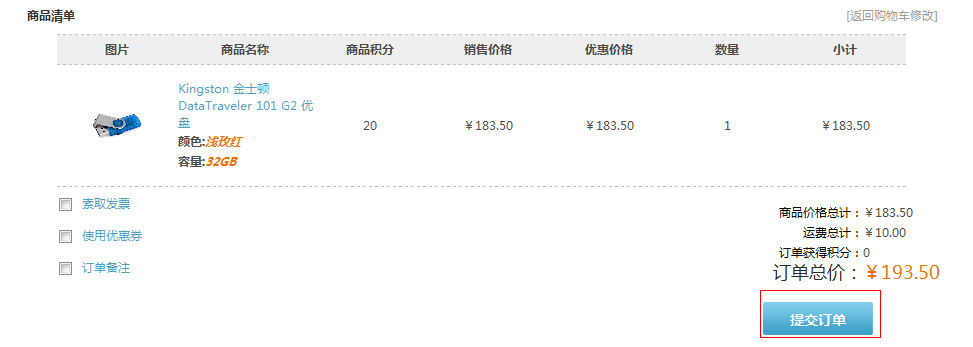 商品清单 [返回购物车修改]
图片 商品名称 商品积分 销售价格 优惠价格 数量 小计
Kingston 金士顿
DataTraveler 101 G2 优
盘
颜色:浅玫红
容量:32GB
20 ￥183.50 ￥183.50 1 ￥183.50
索取发票
使用优惠券
订单备注
商品价格总计：￥183.50
运费总计：￥10.00
订单获得积分：0
订单总价：￥193.50
提交订单